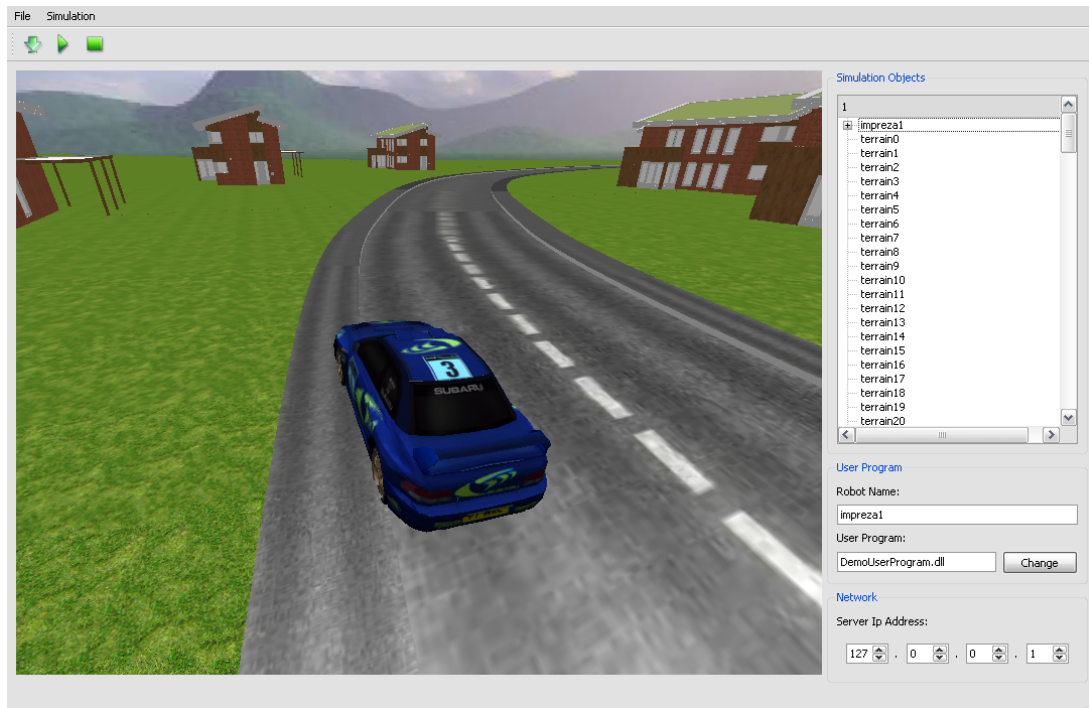 File Simulation
Simulation Objects
1
impreza1
terrain0
terrain1
terrain2
terrain3
terrain4
terrain5
terrain6
terrain7
terrain8
terrain9
terrain10
terrain11
terrain12
terrain13
terrain14
terrain15
terrain16
terrain17
terrain18
terrain19
terrain20
3
SUBARU
User Program
Robot Name:
impreza1
User Program:
DemoUserProgram.dll Change
Network
Server Ip Address:
127 . 0 . 0 . 1